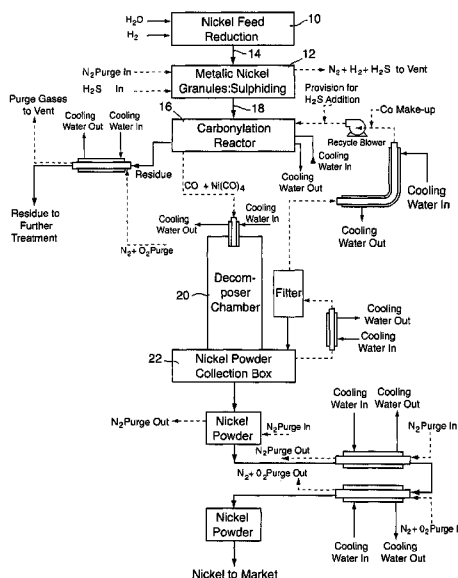 H2O
H2
Nickel Feed
Reduction
10
14
12
N2Purge In
H2S In
Metalic Nickel
Granules:Sulphiding
N2 + H2 + H2S to Vent
16
18
Provision for
H2S Addition
Co Make-up
Purge Gases
to Vent
Cooling
Water Out
Cooling
Water In
Carbonylation
Reactor
Recycle Blower
Residue
CO + Ni(CO)4
Cooling
Water In
Cooling
Water Out
Cooling
Water In
Cooling
Water Out
Residue to
Further
Treatment
N2+ O2Purge
Cooling
Water Out
Cooling
Water In
20
Decom-
poser
Chamber
Filter
Cooling
Water Out
Cooling
Water In
22
Nickel Powder
Collection Box
Cooling
Water In
Cooling
Water Out
N2Purge Out
Nickel
Powder
N2Purge In
N2Purge In
N2Purge Out
N2+ O2Purge Out
Nickel
Powder
N2+ O2Purge I
Cooling
Water In
Cooling
Water Out
Nickel to Market